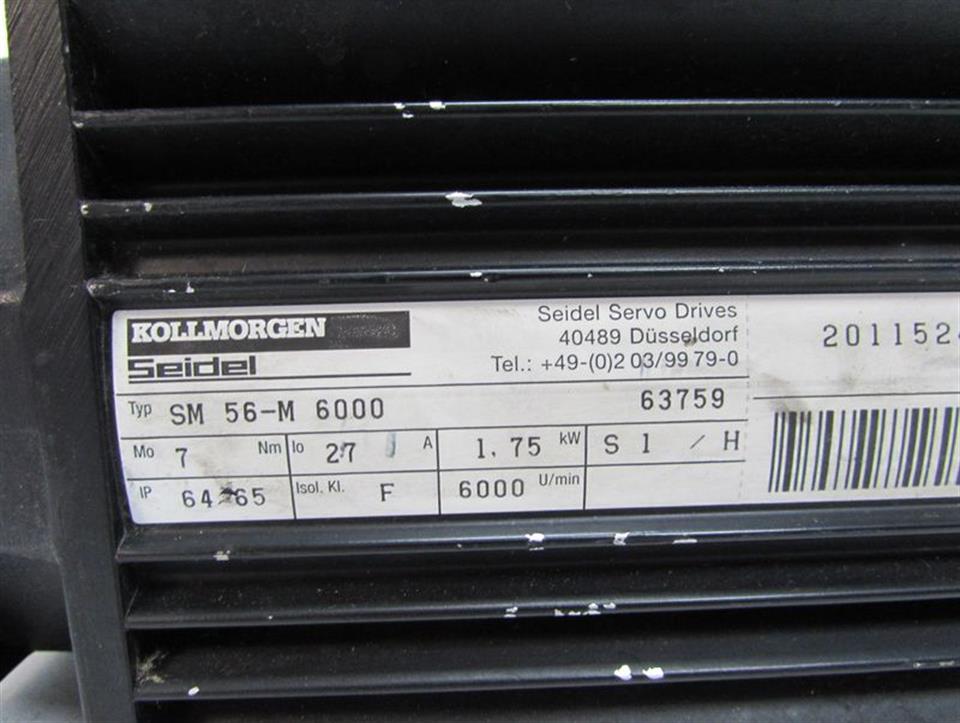 KOLLMORGEN
Seidel
Seidel Servo Drives
40489 Düsseldorf
Tel.: +49-(0)2 03/99 79-0
Typ SM 56-M 6000 63759
Mo 7 Nm Io 27 A 1.75 kW S 1 / H
IP 64/65 Isol. Kl. F 6000 U/min
201152